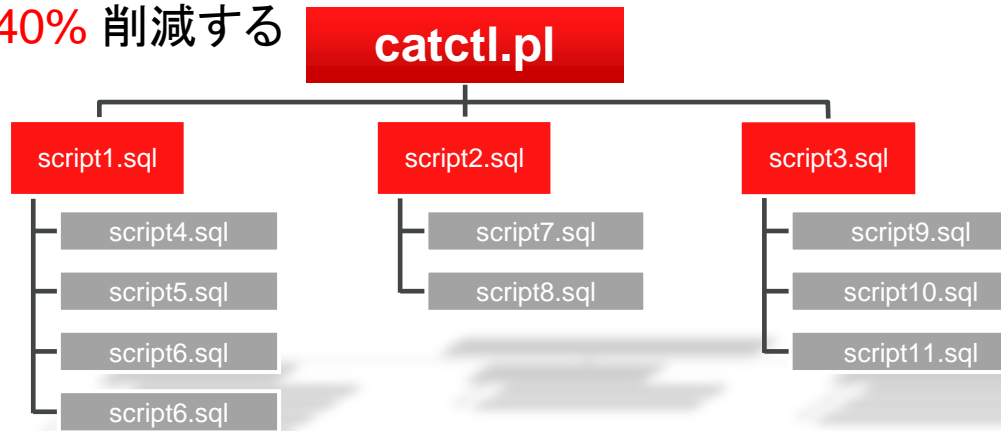 40% 削減する
catctl.pl
script1.sql
script4.sql
script5.sql
script6.sql
script6.sql
script2.sql
script7.sql
script8.sql
script3.sql
script9.sql
script10.sql
script11.sql